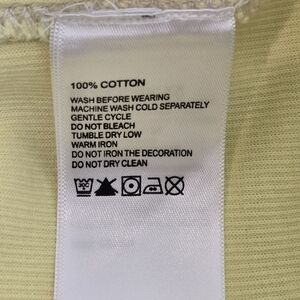 100% COTTON
WASH BEFORE WEARING
MACHINE WASH COLD SEPARATELY
GENTLE CYCLE
DO NOT BLEACH
TUMBLE DRY LOW
WARM IRON
DO NOT IRON THE DECORATION
DO NOT DRY CLEAN